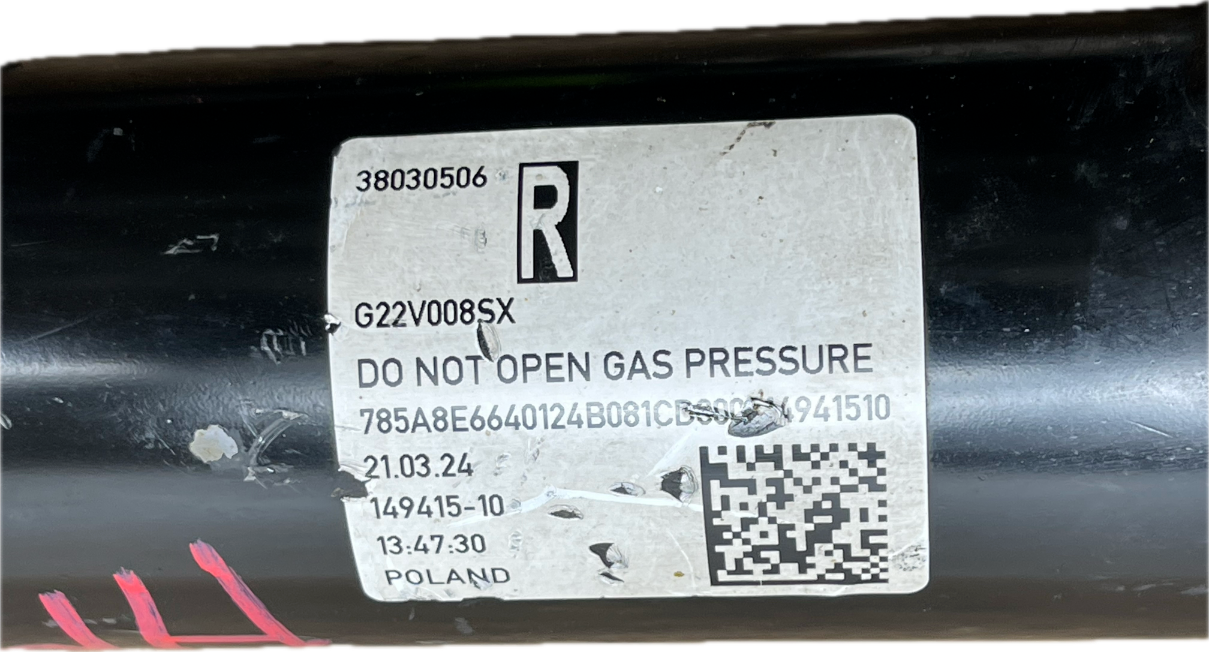 38030506
R
G22V008SX
DO NOT OPEN GAS PRESSURE
21.03.24
149415-10
13:47:30
POLAND